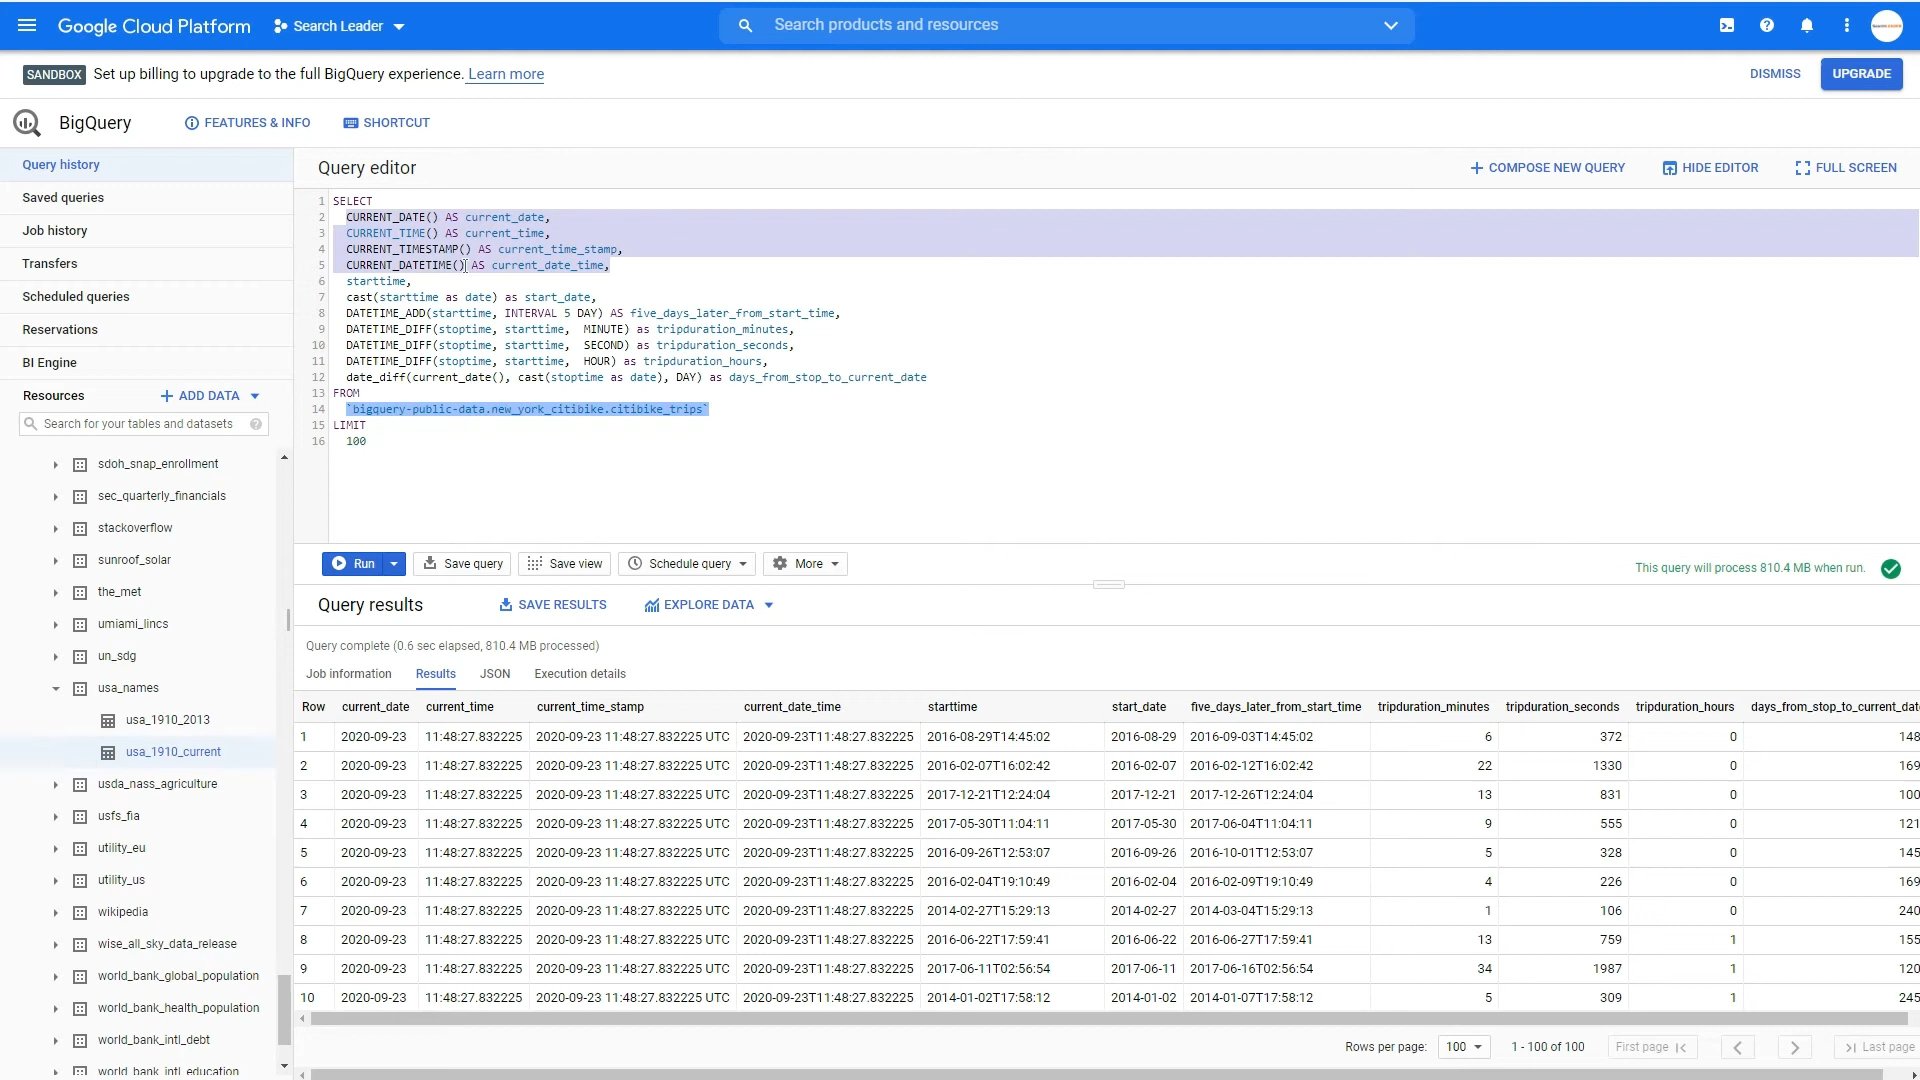 Google Cloud Platform Search Leader Search products and resources
SANDBOX Set up billing to upgrade to the full BigQuery experience. Learn more DISMISS UPGRADE
BigQuery FEATURES & INFO SHORTCUT
Query history
Saved queries
Job history
Transfers
Scheduled queries
Reservations
BI Engine
Resources + ADD DATA
Search for your tables and datasets
sdoh_snap_enrollment
sec_quarterly_financials
stackoverflow
sunroof_solar
the_met
umiami_lincs
un_sdg
usa_names
usa_1910_2013
usa_1910_current
usda_nass_agriculture
usfs_fia
utility_eu
utility_us
wikipedia
wise_all_sky_data_release
world_bank_global_population
world_bank_health_population
world_bank_intl_debt
world_bank_intl_education
Query editor + COMPOSE NEW QUERY HIDE EDITOR FULL SCREEN
1 SELECT
2 CURRENT_DATE() AS current_date,
3 CURRENT_TIME() AS current_time,
4 CURRENT_TIMESTAMP() AS current_time_stamp,
5 CURRENT_DATETIME() AS current_date_time,
6 starttime,
7 cast(starttime as date) as start_date,
8 DATETIME_ADD(starttime, INTERVAL 5 DAY) AS five_days_later_from_start_time,
9 DATETIME_DIFF(stoptime, starttime, MINUTE) as tripduration_minutes,
10 DATETIME_DIFF(stoptime, starttime, SECOND) as tripduration_seconds,
11 DATETIME_DIFF(stoptime, starttime, HOUR) as tripduration_hours,
12 date_diff(current_date(), cast(stoptime as date), DAY) as days_from_stop_to_current_date
13 FROM
14 `bigquery-public-data.new_york_citibike.citibike_trips`
15 LIMIT
16 100
Run Save query Save view Schedule query More This query will process 810.4 MB when run.
Query results SAVE RESULTS EXPLORE DATA
Query complete (0.6 sec elapsed, 810.4 MB processed)
Job information Results JSON Execution details
Row current_date current_time current_time_stamp current_date_time starttime start_date five_days_later_from_start_time tripduration_minutes tripduration_seconds tripduration_hours days_from_stop_to_current_dat
1 2020-09-23 11:48:27.832225 2020-09-23 11:48:27.832225 UTC 2020-09-23T11:48:27.832225 2016-08-29T14:45:02 2016-08-29 2016-09-03T14:45:02 6 372 0 148
2 2020-09-23 11:48:27.832225 2020-09-23 11:48:27.832225 UTC 2020-09-23T11:48:27.832225 2016-02-07T16:02:42 2016-02-07 2016-02-12T16:02:42 22 1330 0 169
3 2020-09-23 11:48:27.832225 2020-09-23 11:48:27.832225 UTC 2020-09-23T11:48:27.832225 2017-12-21T12:24:04 2017-12-21 2017-12-26T12:24:04 13 831 0 100
4 2020-09-23 11:48:27.832225 2020-09-23 11:48:27.832225 UTC 2020-09-23T11:48:27.832225 2017-05-30T11:04:11 2017-05-30 2017-06-04T11:04:11 9 555 0 121
5 2020-09-23 11:48:27.832225 2020-09-23 11:48:27.832225 UTC 2020-09-23T11:48:27.832225 2016-09-26T12:53:07 2016-09-26 2016-10-01T12:53:07 5 328 0 145
6 2020-09-23 11:48:27.832225 2020-09-23 11:48:27.832225 UTC 2020-09-23T11:48:27.832225 2016-02-04T19:10:49 2016-02-04 2016-02-09T19:10:49 4 226 0 169
7 2020-09-23 11:48:27.832225 2020-09-23 11:48:27.832225 UTC 2020-09-23T11:48:27.832225 2014-02-27T15:29:13 2014-02-27 2014-03-04T15:29:13 1 106 0 240
8 2020-09-23 11:48:27.832225 2020-09-23 11:48:27.832225 UTC 2020-09-23T11:48:27.832225 2016-06-22T17:59:41 2016-06-22 2016-06-27T17:59:41 13 759 1 155
9 2020-09-23 11:48:27.832225 2020-09-23 11:48:27.832225 UTC 2020-09-23T11:48:27.832225 2017-06-11T02:56:54 2017-06-11 2017-06-16T02:56:54 34 1987 1 120
10 2020-09-23 11:48:27.832225 2020-09-23 11:48:27.832225 UTC 2020-09-23T11:48:27.832225 2014-01-02T17:58:12 2014-01-02 2014-01-07T17:58:12 5 309 1 245
Rows per page: 100 1 - 100 of 100 First page Last page